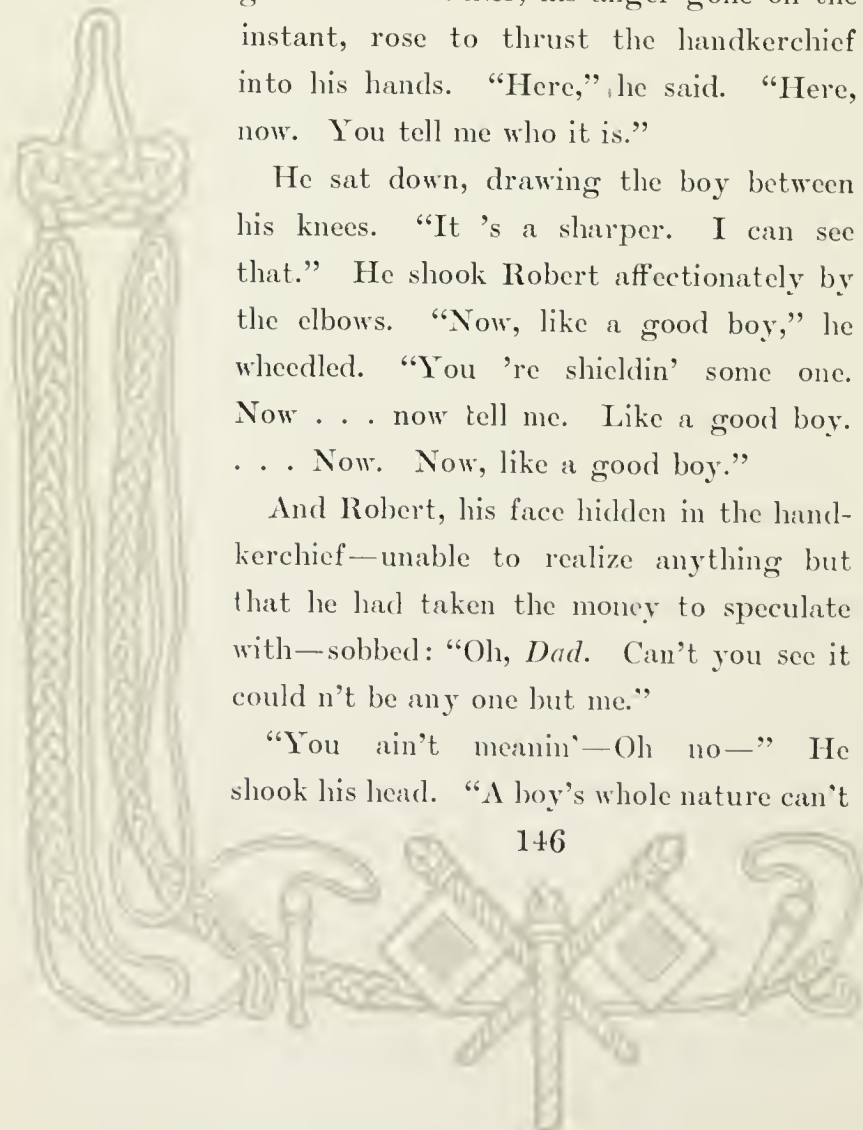 anger gone on the
instant, rose to thrust the handkerchief
into his hands. “Here,” he said. “Here,
now. You tell me who it is.”
He sat down, drawing the boy between
his knees. “It 's a sharper. I can see
that.” He shook Robert affectionately by
the elbows. “Now, like a good boy,” he
wheedled. “You 're shieldin' some one.
Now . . . now tell me. Like a good boy.
. . . Now. Now, like a good boy.”
And Robert, his face hidden in the hand-
kerchief—unable to realize anything but
that he had taken the money to speculate
with—sobbed: “Oh, Dad. Can't you see it
could n't be any one but me.”
“You ain't meanin'—Oh no—” He
shook his head. “A boy's whole nature can't
146